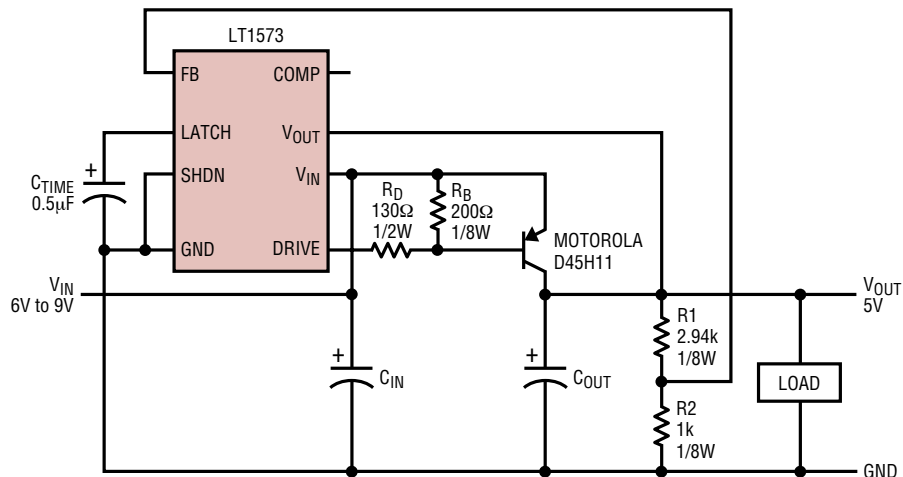 LT1573
FB
COMP
LATCH
VOUT
+
CTIME
0.5µF
SHDN
VIN
RD
130Ω
1/2W
RB
200Ω
1/8W
GND
DRIVE
MOTOROLA
D45H11
VIN
6V to 9V
VOUT
5V
R1
2.94k
1/8W
+
CIN
+
COUT
LOAD
R2
1k
1/8W
GND